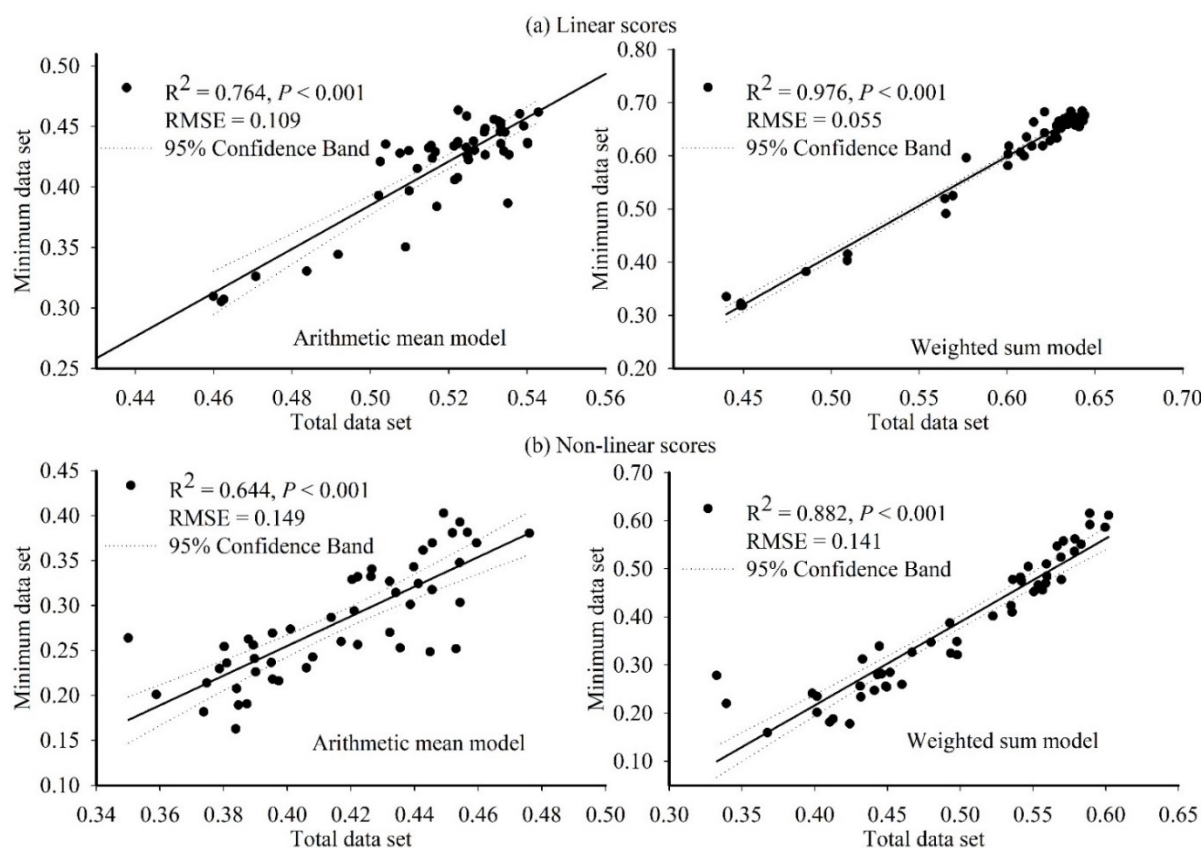 (a) Linear scores
R² = 0.764, P < 0.001
RMSE = 0.109
95% Confidence Band
Arithmetic mean model
Minimum data set
0.50
0.45
0.40
0.35
0.30
0.25
0.44 0.46 0.48 0.50 0.52 0.54 0.56
Total data set
R² = 0.976, P < 0.001
RMSE = 0.055
95% Confidence Band
Weighted sum model
Minimum data set
0.80
0.70
0.60
0.50
0.40
0.30
0.20
0.45 0.50 0.55 0.60 0.65 0.70
Total data set
(b) Non-linear scores
R² = 0.644, P < 0.001
RMSE = 0.149
95% Confidence Band
Arithmetic mean model
Minimum data set
0.45
0.40
0.35
0.30
0.25
0.20
0.15
0.10
0.34 0.36 0.38 0.40 0.42 0.44 0.46 0.48 0.50
Total data set
R² = 0.882, P < 0.001
RMSE = 0.141
95% Confidence Band
Weighted sum model
Minimum data set
0.70
0.60
0.50
0.40
0.30
0.20
0.10
0.30 0.40 0.50 0.60
Total data set